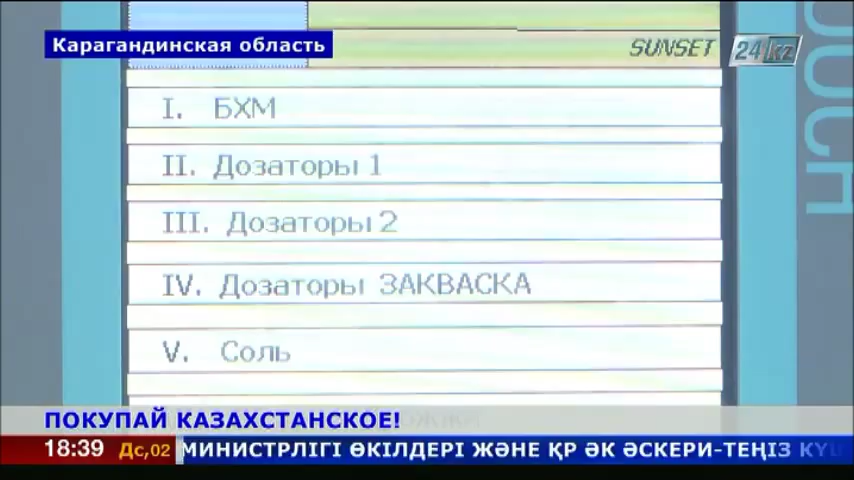 Карагандинская область
SUNSET
24 kz
I. БХМ
II. Дозаторы 1
III. Дозаторы 2
IV. Дозаторы ЗАКВАСКА
V. Соль
ПОКУПАЙ КАЗАХСТАНСКОЕ!
18:39 Дс,02 МИНИСТРЛІГІ ӨКІЛДЕРІ ЖӘНЕ ҚР ӘК ӘСКЕРИ-ТЕҢІЗ